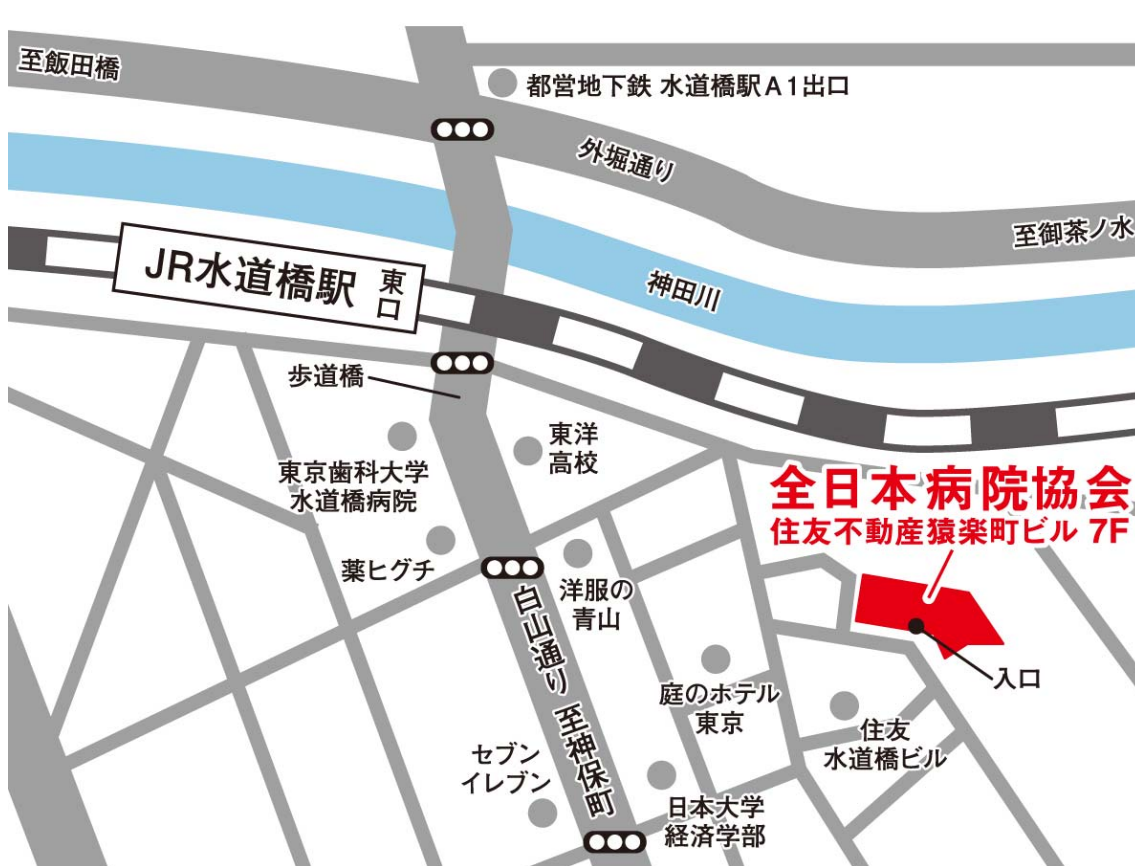 至飯田橋
都営地下鉄 水道橋駅A1出口
外堀通り
至御茶ノ水
JR水道橋駅 東口
神田川
歩道橋
東洋
高校
東京歯科大学
水道橋病院
全日本病院協会
住友不動産猿楽町ビル 7F
薬ヒグチ
洋服の
青山
白山通り 至神保町
入口
庭のホテル
東京
住友
水道橋ビル
セブン
イレブン
日本大学
経済学部